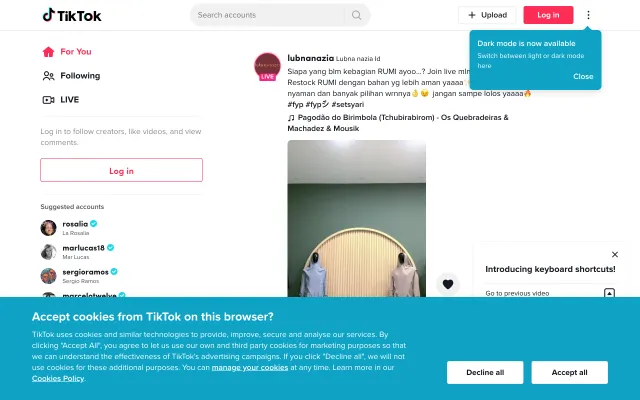 TikTok
Search accounts
Upload
Log in
Dark mode is now available
Switch between light or dark mode
here
Close
For You
Following
LIVE
Log in to follow creators, like videos, and view
comments.
Log in
Suggested accounts
rosalia
La Rosalia
marlucas18
Mar Lucas
sergioramos
Sergio Ramos
marcelotwelve
LIVE
lubnanazia Lubna nazia Id
Siapa yang blm kebagian RUMI ayoo...? Join live
Restock RUMI dengan bahan yg lebih aman yaaa
nyaman dan banyak pilihan wrnnya👌😉 jangan sampe lolos yaaaa🔥
#fyp #fypシ #setsyari
Pagodão do Birimbola (Tchubirabirom) - Os Quebradeiras &
Machadez & Mousik
Introducing keyboard shortcuts!
Go to previous video
Accept cookies from TikTok on this browser?
TikTok uses cookies and similar technologies to provide, improve, secure and analyse our services. By
clicking "Accept All", you agree to let us use our own and third party cookies for marketing purposes so that
we can understand the effectiveness of TikTok's advertising campaigns. If you click "Decline all", we will not
use cookies for these additional purposes. You can manage your cookies at any time. Learn more in our
Cookies Policy.
Decline all
Accept all